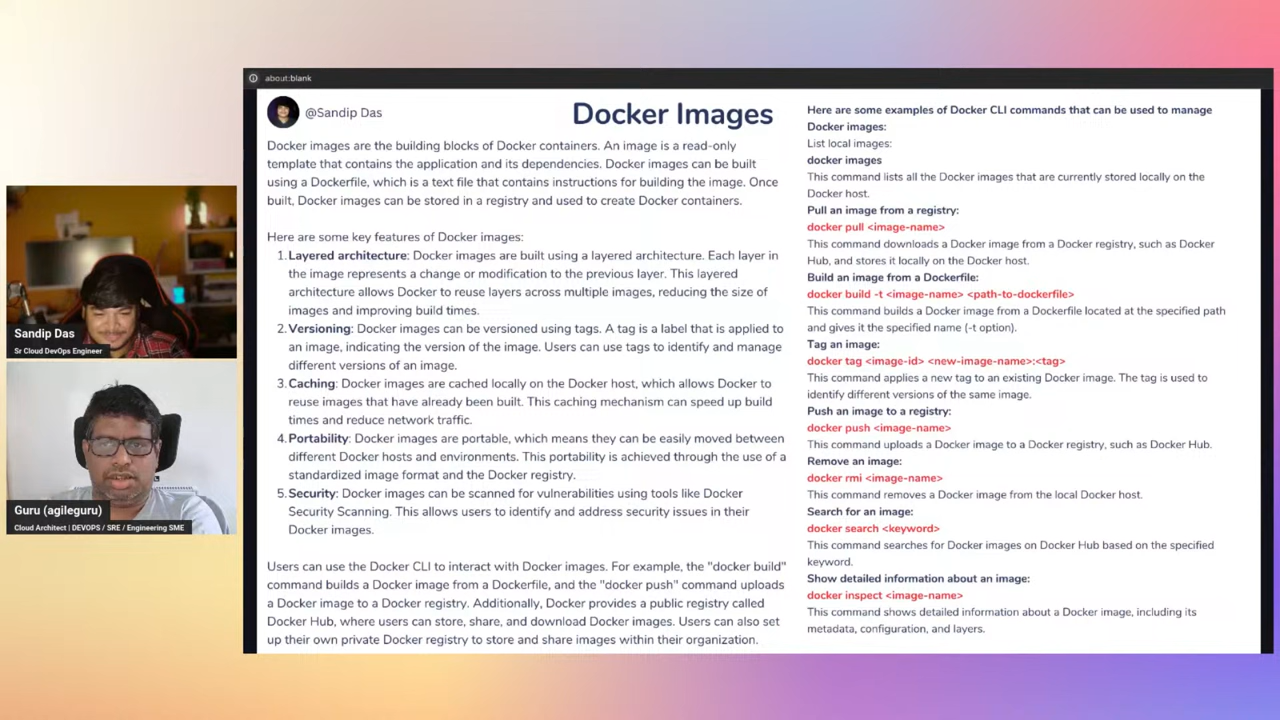 about:blank
@Sandip Das
Docker Images
Docker images are the building blocks of Docker containers. An image is a read-only
template that contains the application and its dependencies. Docker images can be built
using a Dockerfile, which is a text file that contains instructions for building the image. Once
built, Docker images can be stored in a registry and used to create Docker containers.
Here are some key features of Docker images:
1. Layered architecture: Docker images are built using a layered architecture. Each layer in
the image represents a change or modification to the previous layer. This layered
architecture allows Docker to reuse layers across multiple images, reducing the size of
images and improving build times.
2. Versioning: Docker images can be versioned using tags. A tag is a label that is applied to
an image, indicating the version of the image. Users can use tags to identify and manage
different versions of an image.
3. Caching: Docker images are cached locally on the Docker host, which allows Docker to
reuse images that have already been built. This caching mechanism can speed up build
times and reduce network traffic.
4. Portability: Docker images are portable, which means they can be easily moved between
different Docker hosts and environments. This portability is achieved through the use of a
standardized image format and the Docker registry.
5. Security: Docker images can be scanned for vulnerabilities using tools like Docker
Security Scanning. This allows users to identify and address security issues in their
Docker images.
Users can use the Docker CLI to interact with Docker images. For example, the "docker build"
command builds a Docker image from a Dockerfile, and the "docker push" command uploads
a Docker image to a Docker registry. Additionally, Docker provides a public registry called
Docker Hub, where users can store, share, and download Docker images. Users can also set
up their own private Docker registry to store and share images within their organization.
Here are some examples of Docker CLI commands that can be used to manage
Docker images:
List local images:
docker images
This command lists all the Docker images that are currently stored locally on the
Docker host.
Pull an image from a registry:
docker pull <image-name>
This command downloads a Docker image from a Docker registry, such as Docker
Hub, and stores it locally on the Docker host.
Build an image from a Dockerfile:
docker build -t <image-name> <path-to-dockerfile>
This command builds a Docker image from a Dockerfile located at the specified path
and gives it the specified name (-t option).
Tag an image:
docker tag <image-id> <new-image-name>:<tag>
This command applies a new tag to an existing Docker image. The tag is used to
identify different versions of the same image.
Push an image to a registry:
docker push <image-name>
This command uploads a Docker image to a Docker registry, such as Docker Hub.
Remove an image:
docker rmi <image-name>
This command removes a Docker image from the local Docker host.
Search for an image:
docker search <keyword>
This command searches for Docker images on Docker Hub based on the specified
keyword.
Show detailed information about an image:
docker inspect <image-name>
This command shows detailed information about a Docker image, including its
metadata, configuration, and layers.
Sandip Das
Sr Cloud DevOps Engineer
Guru (agileguru)
Cloud Architect | DEVOPS / SRE / Engineering SME